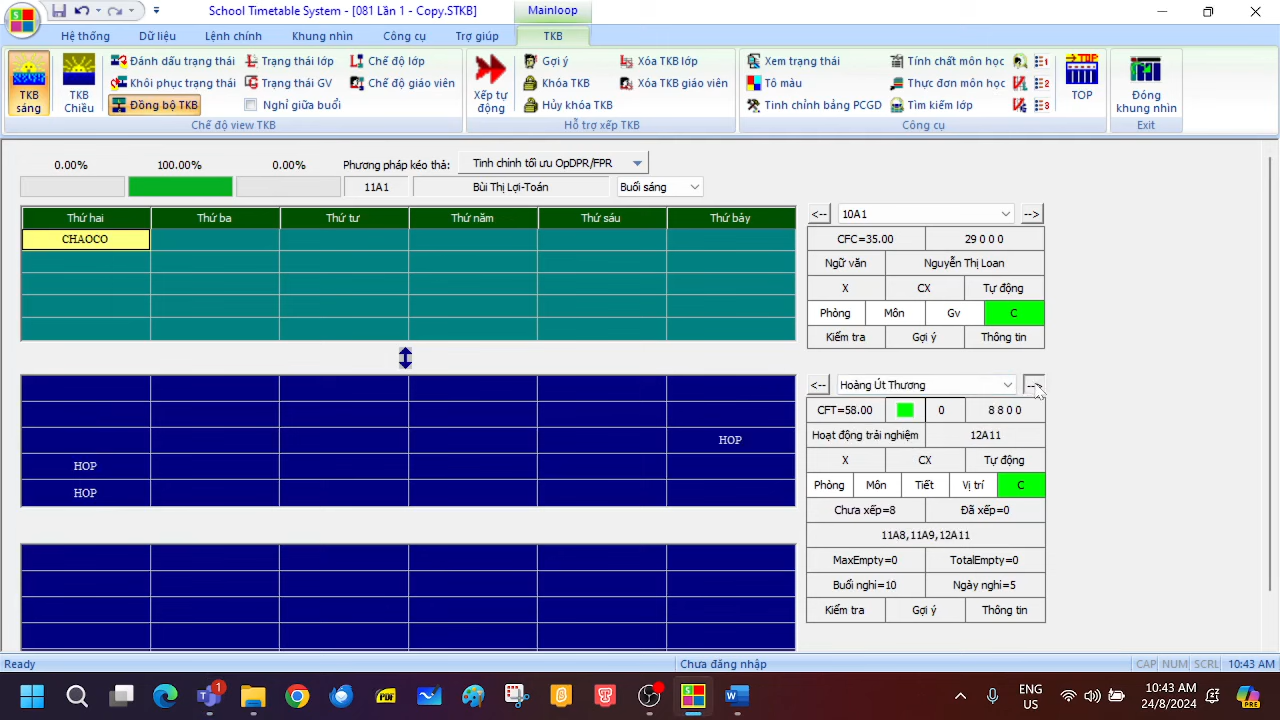 School Timetable System - [081 Lần 1 - Copy.STKB]
Mainloop
Hệ thống Dữ liệu Lệnh chính Khung nhìn Công cụ Trợ giúp TKB
TKB sáng
TKB Chiều
Đánh dấu trạng thái Trạng thái lớp Chế độ lớp
Khôi phục trạng thái Trạng thái GV Chế độ giáo viên
Đồng bộ TKB Nghỉ giữa buổi
Chế độ view TKB
Xếp tự động
Gợi ý Xóa TKB lớp
Khóa TKB Xóa TKB giáo viên
Hủy khóa TKB
Hỗ trợ xếp TKB
Xem trạng thái Tính chất môn học
Tô màu Thực đơn môn học
Tinh chỉnh bảng PCGD Tìm kiếm lớp
Công cụ
TOP
TOP
Đóng khung nhìn
Exit
0.00% 100.00% 0.00% Phương pháp kéo thả: Tinh chỉnh tối ưu OpDPR/FPR
11A1 Bùi Thị Lợi-Toán Buổi sáng
Thứ hai Thứ ba Thứ tư Thứ năm Thứ sáu Thứ bảy
CHAOCO
HOP
HOP
HOP
<-- 10A1 -->
CFC=35.00 29 0 0 0
Ngữ văn Nguyễn Thị Loan
X CX Tự động
Phòng Môn Gv C
Kiểm tra Gợi ý Thông tin
<-- Hoàng Út Thương -->
CFT=58.00 0 8 8 0 0
Hoạt động trải nghiệm 12A11
X CX Tự động
Phòng Môn Tiết Vị trí C
Chưa xếp=8 Đã xếp=0
11A8,11A9,12A11
MaxEmpty=0 TotalEmpty=0
Buổi nghỉ=10 Ngày nghỉ=5
Kiểm tra Gợi ý Thông tin
Ready Chưa đăng nhập CAP NUM SCRL 10:43 AM
1 PDF ENG US 10:43 AM 24/8/2024 PRE